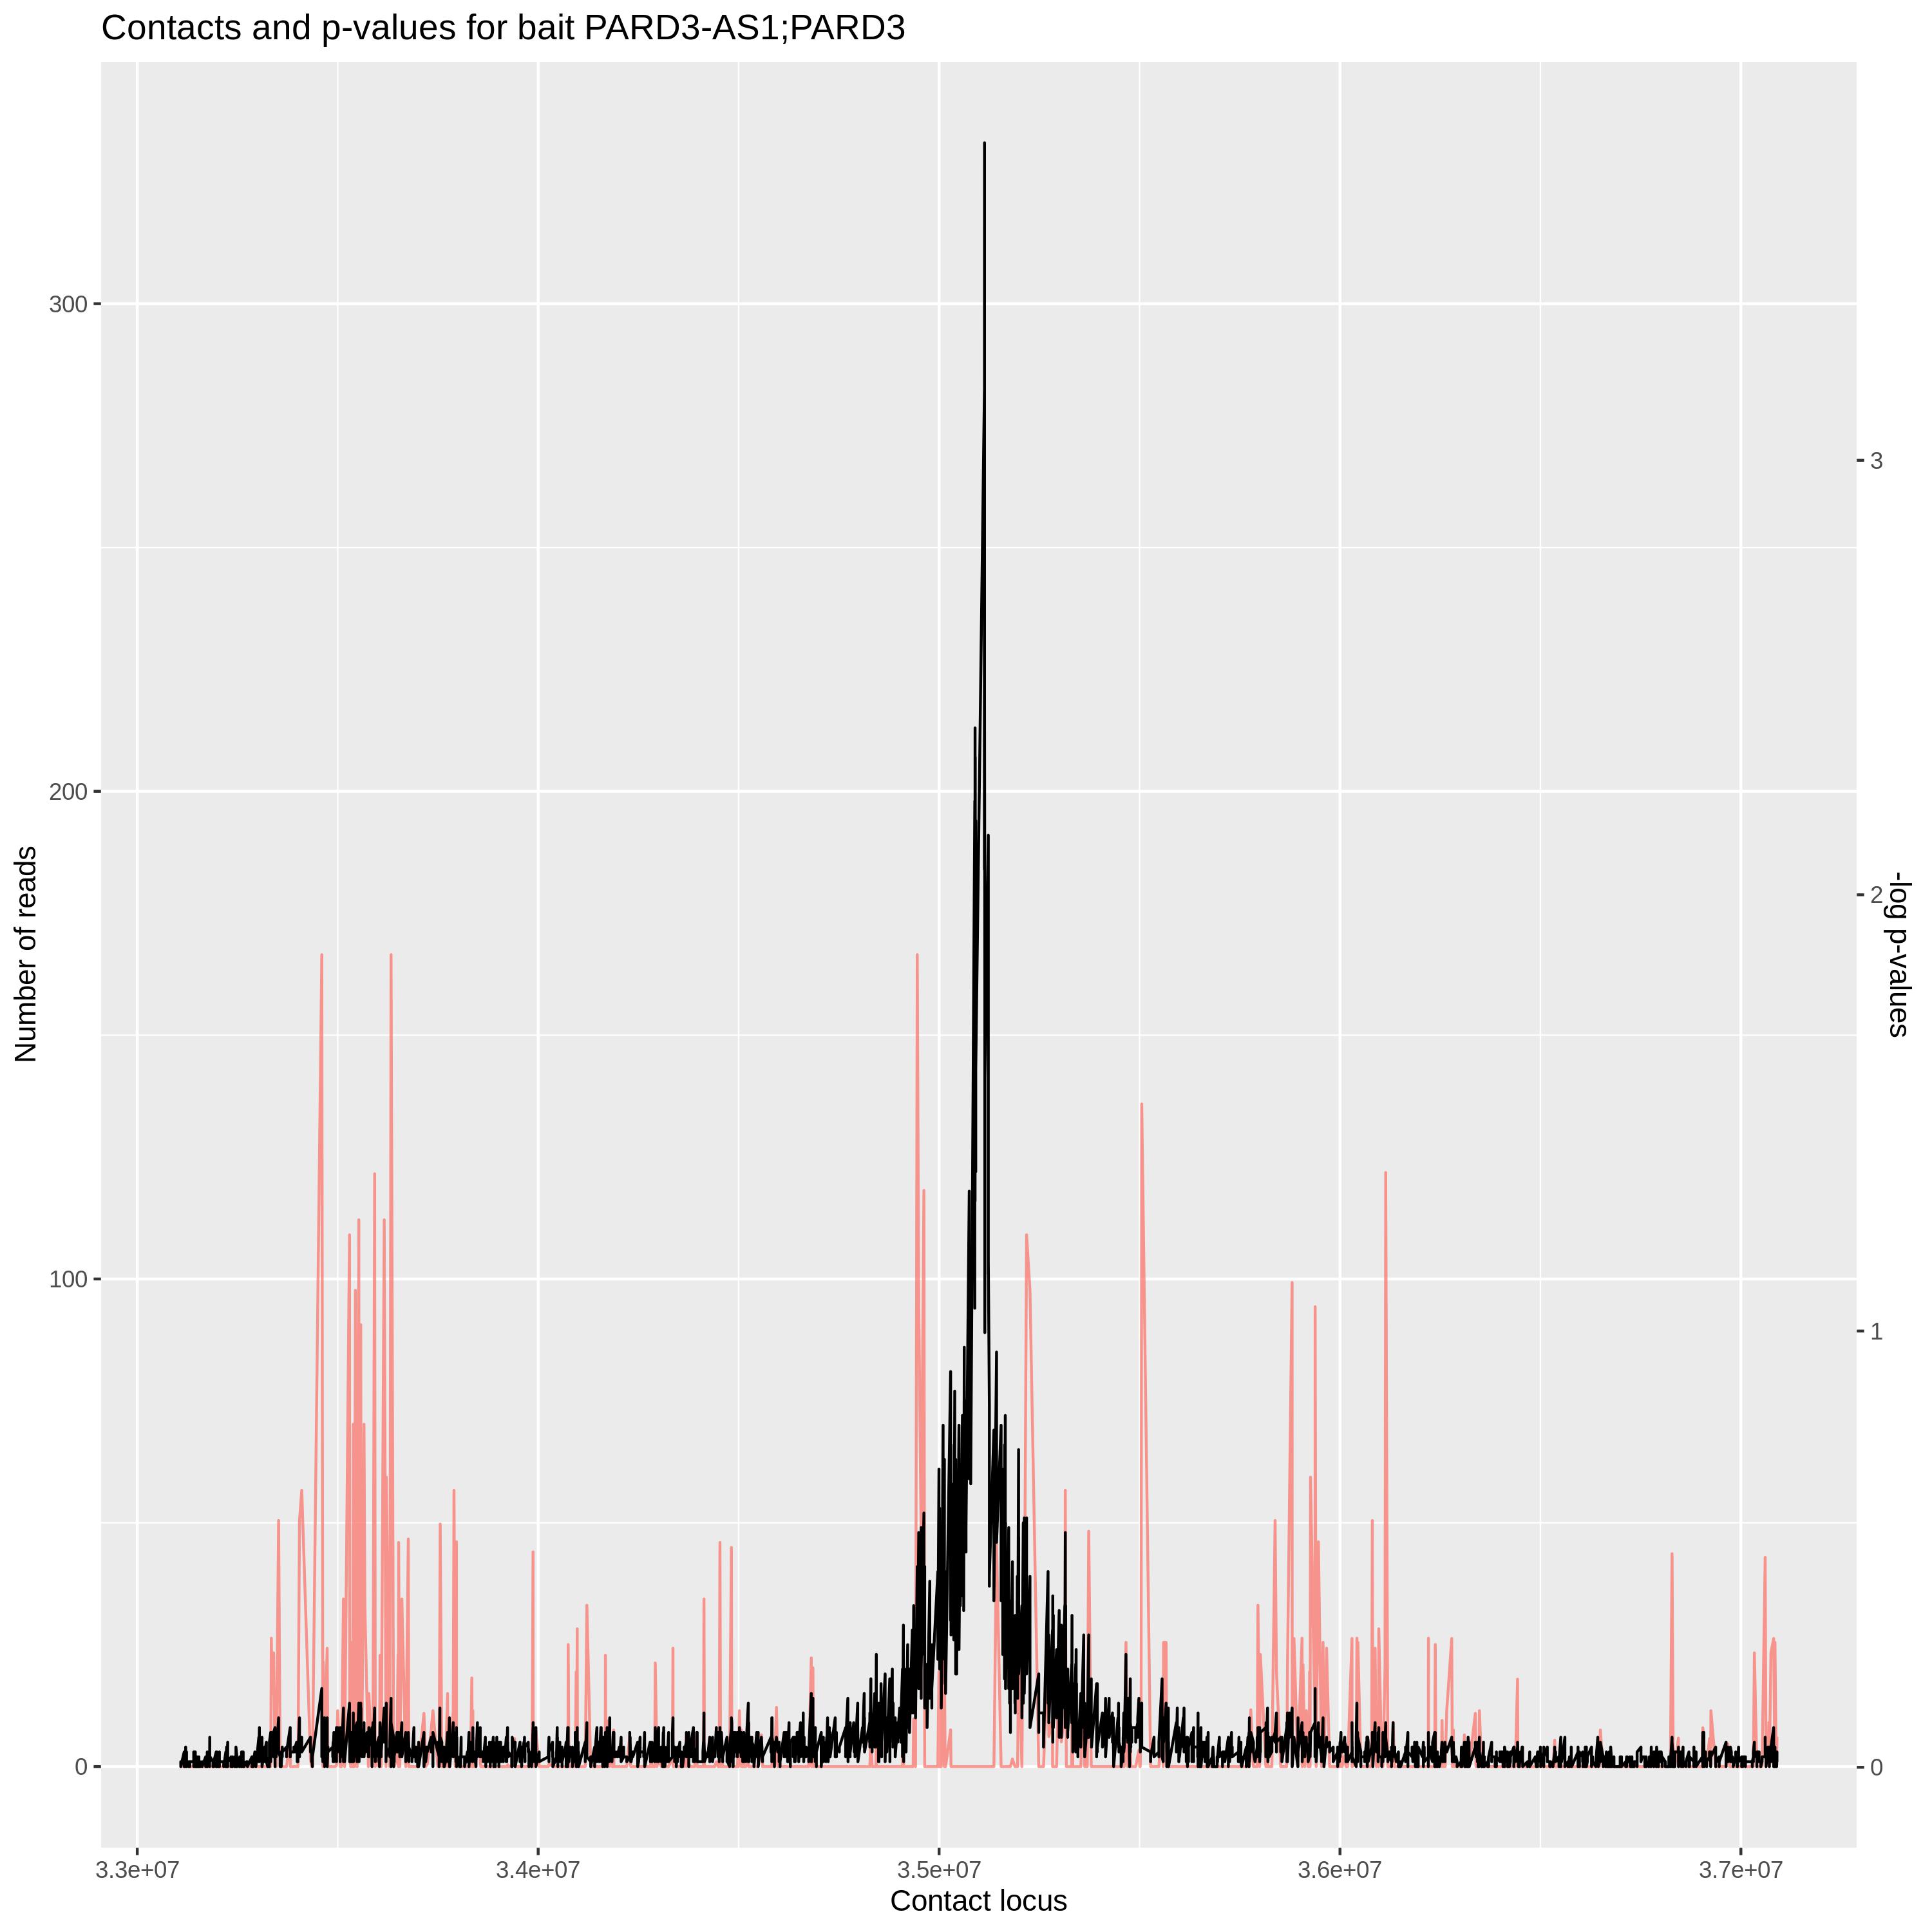 Contacts and p-values for bait PARD3-AS1;PARD3
300
200
100
0
Number of reads
3
2
1
0
-log p-values
3.3e+07
3.4e+07
3.5e+07
3.6e+07
3.7e+07
Contact locus